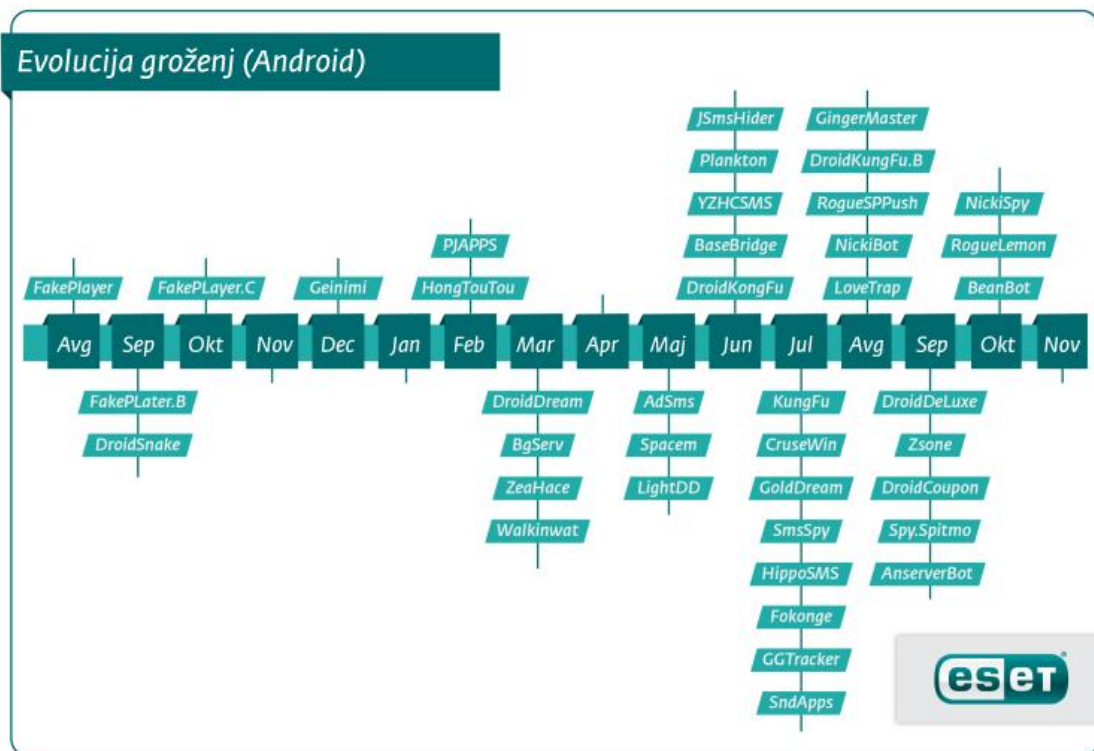 Evolucija groženj (Android)
JSmsHider
GingerMaster
Plankton
DroidKungFu.B
YZHCSMS
RogueSPPush
NickiSpy
PJAPPS
BaseBridge
NickiBot
RogueLemon
FakePlayer
FakePLayer.C
Geinimi
HongTouTou
DroidKongFu
LoveTrap
BeanBot
Avg Sep Okt Nov Dec Jan Feb Mar Apr Maj Jun Jul Avg Sep Okt Nov
FakePLater.B
DroidDream
AdSms
KungFu
DroidDeLuxe
DroidSnake
BgServ
Spacem
CruseWin
Zsone
ZeaHace
LightDD
GoldDream
DroidCoupon
Walkinwat
SmsSpy
Spy.Spitmo
HippoSMS
AnserverBot
Fokonge
GGTracker
SndApps
eseT